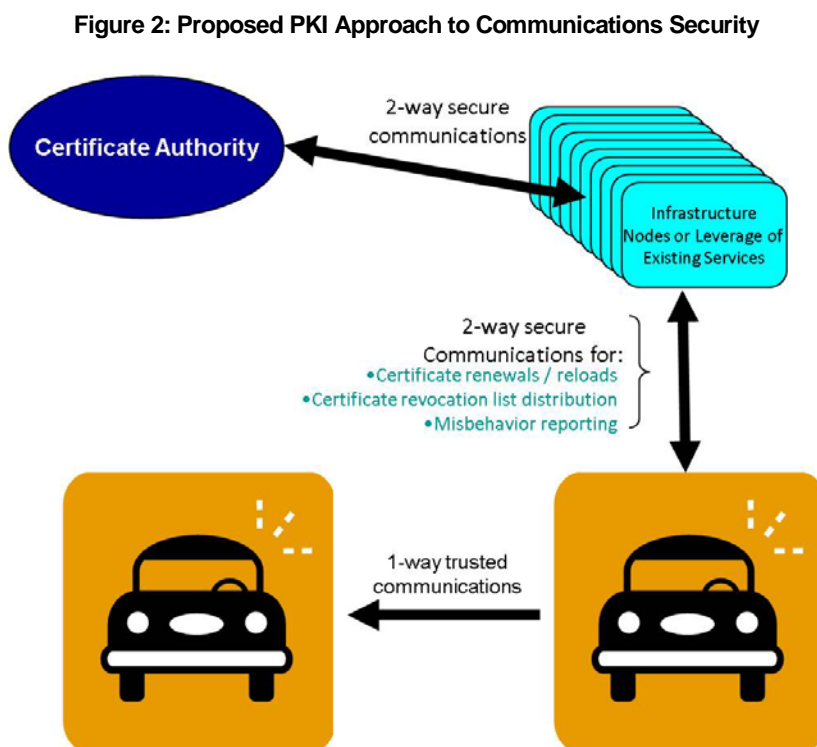 Figure 2: Proposed PKI Approach to Communications Security
Certificate Authority
2-way secure
communications
Infrastructure
Nodes or Leverage of
Existing Services
2-way secure
Communications for:
•Certificate renewals / reloads
•Certificate revocation list distribution
•Misbehavior reporting
1-way trusted
communications